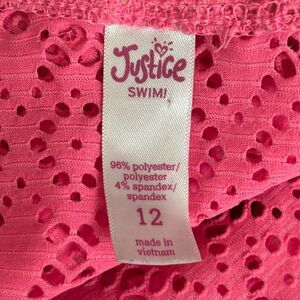 Justice
SWIM!
96% polyester/
polyester
4% spandex/
spandex
12
made in
vietnam